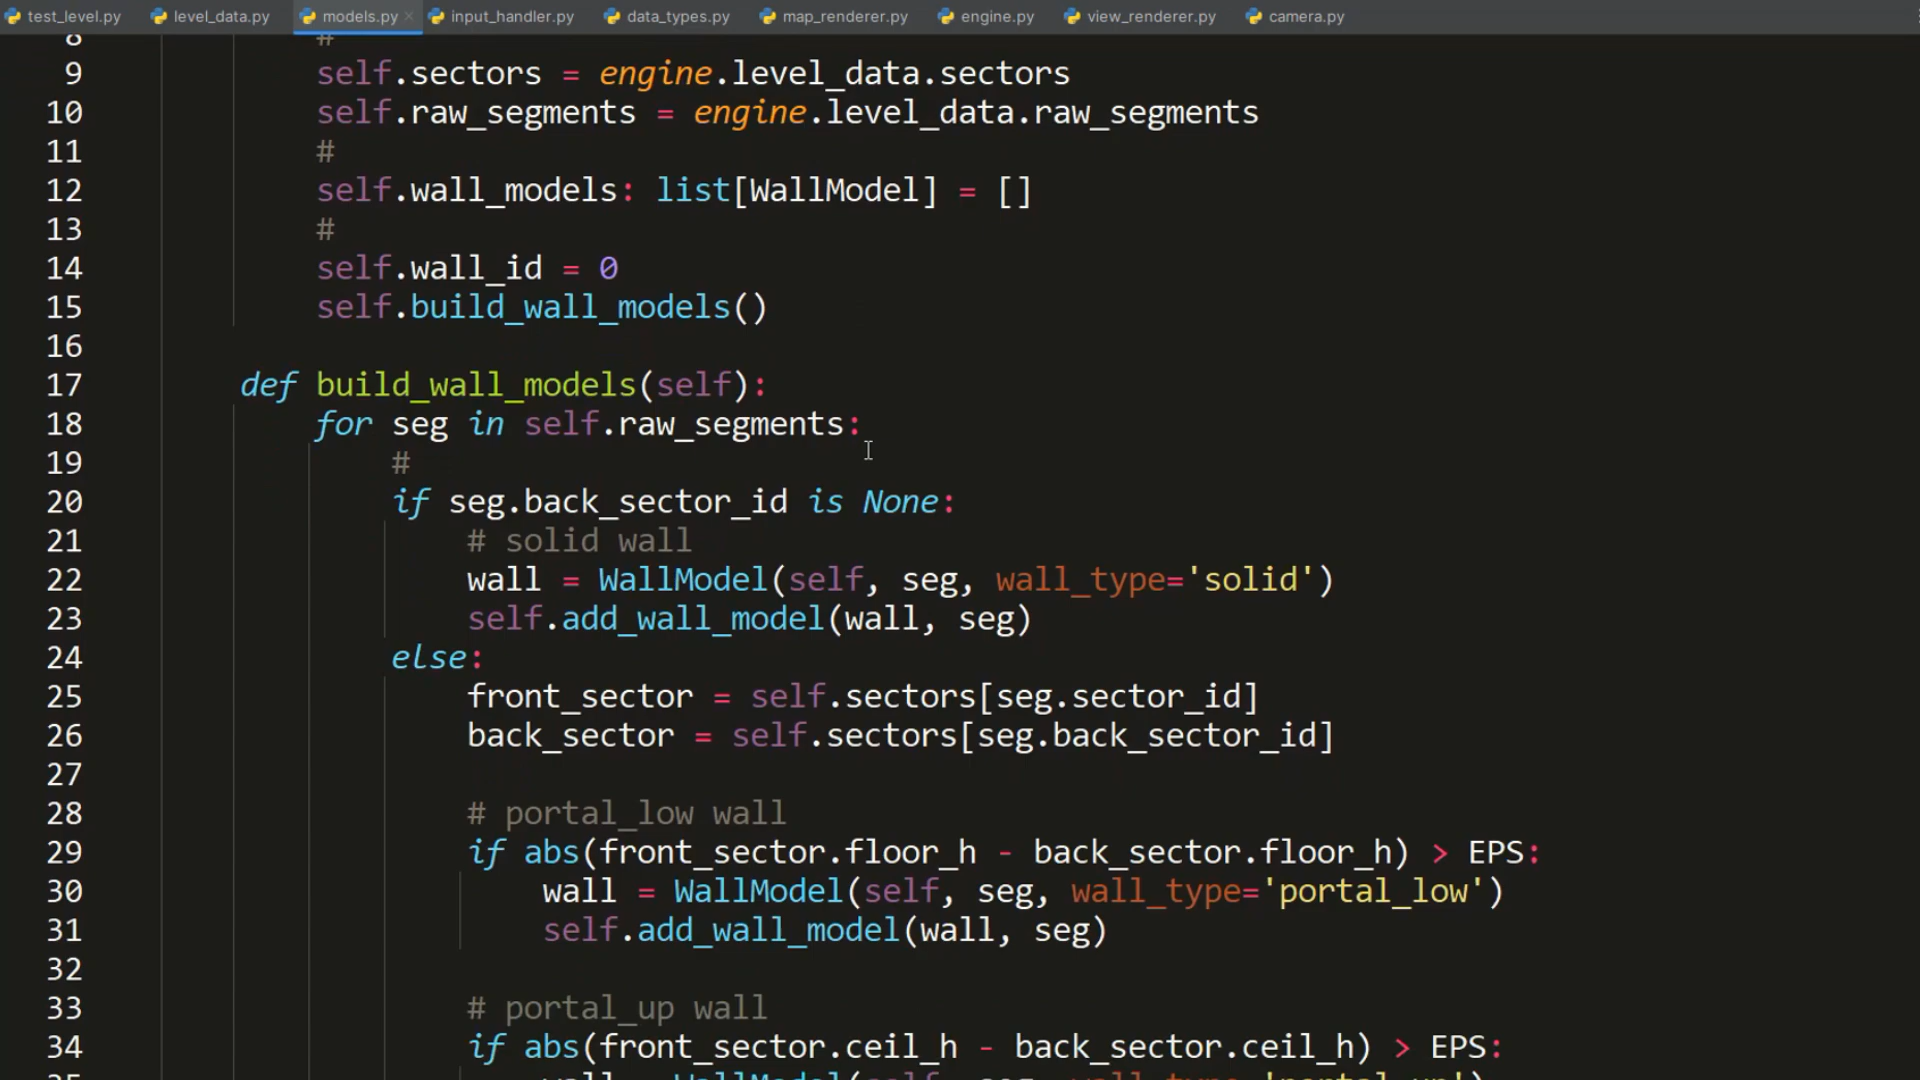 test_level.py level_data.py models.py input_handler.py data_types.py map_renderer.py engine.py view_renderer.py camera.py
8 #
9 self.sectors = engine.level_data.sectors
10 self.raw_segments = engine.level_data.raw_segments
11 #
12 self.wall_models: list[WallModel] = []
13 #
14 self.wall_id = 0
15 self.build_wall_models()
16
17 def build_wall_models(self):
18 for seg in self.raw_segments:
19 #
20 if seg.back_sector_id is None:
21 # solid wall
22 wall = WallModel(self, seg, wall_type='solid')
23 self.add_wall_model(wall, seg)
24 else:
25 front_sector = self.sectors[seg.sector_id]
26 back_sector = self.sectors[seg.back_sector_id]
27
28 # portal_low wall
29 if abs(front_sector.floor_h - back_sector.floor_h) > EPS:
30 wall = WallModel(self, seg, wall_type='portal_low')
31 self.add_wall_model(wall, seg)
32
33 # portal_up wall
34 if abs(front_sector.ceil_h - back_sector.ceil_h) > EPS: